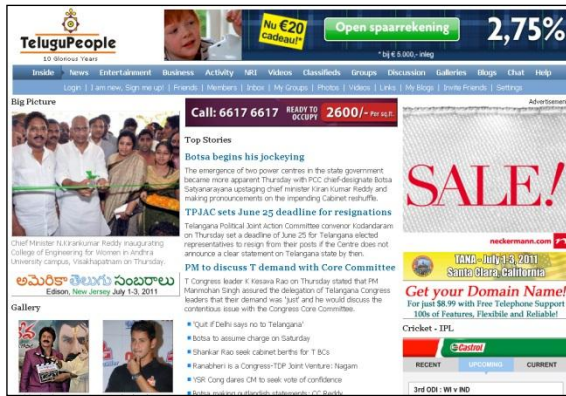 TeluguPeople
10 Glorious Years
Nu €20
cadeau!*
Open spaarrekening
2,75%
*bij € 5.000,- inleg
Inside News Entertainment Business Activity NRI Videos Classifieds Groups Discussion Galleries Blogs Chat Help
Login | I am new, Sign me up! | Friends | Members | Inbox | My Groups | Photos | Videos | Links | My Blogs | Invite Friends | Settings
Big Picture
Chief Minister N.Kirankumar Reddy inaugurating
College of Engineering for Women in Andhra
University campus, Visakhapatnam on Thursday.
అమెరికా తెలుగు సంబరాలు
Edison, New Jersey July 1-3, 2011
Gallery
Call: 6617 6617 READY TO
OCCUPY 2600/- Per sq.ft.
Top Stories
Botsa begins his jockeying
The emergence of two power centres in the state government
became more apparent Thursday with PCC chief-designate Botsa
Satyanarayana upstaging chief minister Kiran Kumar Reddy and
making pronouncements on the impending Cabinet reshuffle.
TPJAC sets June 25 deadline for resignations
Telangana Political Joint Action Committee convenor Kodandaram
on Thursday set a deadline of June 25 for Telangana elected
representatives to resign from their posts if the Centre does not
announce a clear statement on Telangana state by then.
PM to discuss T demand with Core Committee
T Congress leader K Kesava Rao on Thursday stated that PM
Manmohan Singh assured the delegation of Telangana Congress
leaders that their demand was 'just' and he would discuss the
contentious issue with the Congress Core Committee.
'Quit if Delhi says no to Telangana'
Botsa to assume charge on Saturday
Shankar Rao seek cabinet berths for T BCs
Ranabheri is a Congress-TDP Joint Venture: Nagam
YSR Cong dares CM to seek vote of confidence
Botsa making outlandish statements: CC Reddy
Advertisement
SALE!
neckermann.com
TANA - July 1-3, 2011
Santa Clara, California
Get your Domain Name!
For just $8.99 with Free Telephone Support
100s of Features, Flexible and Reliable!
Cricket - IPL
Castrol
RECENT UPCOMING CURRENT
3rd ODI : WI v IND